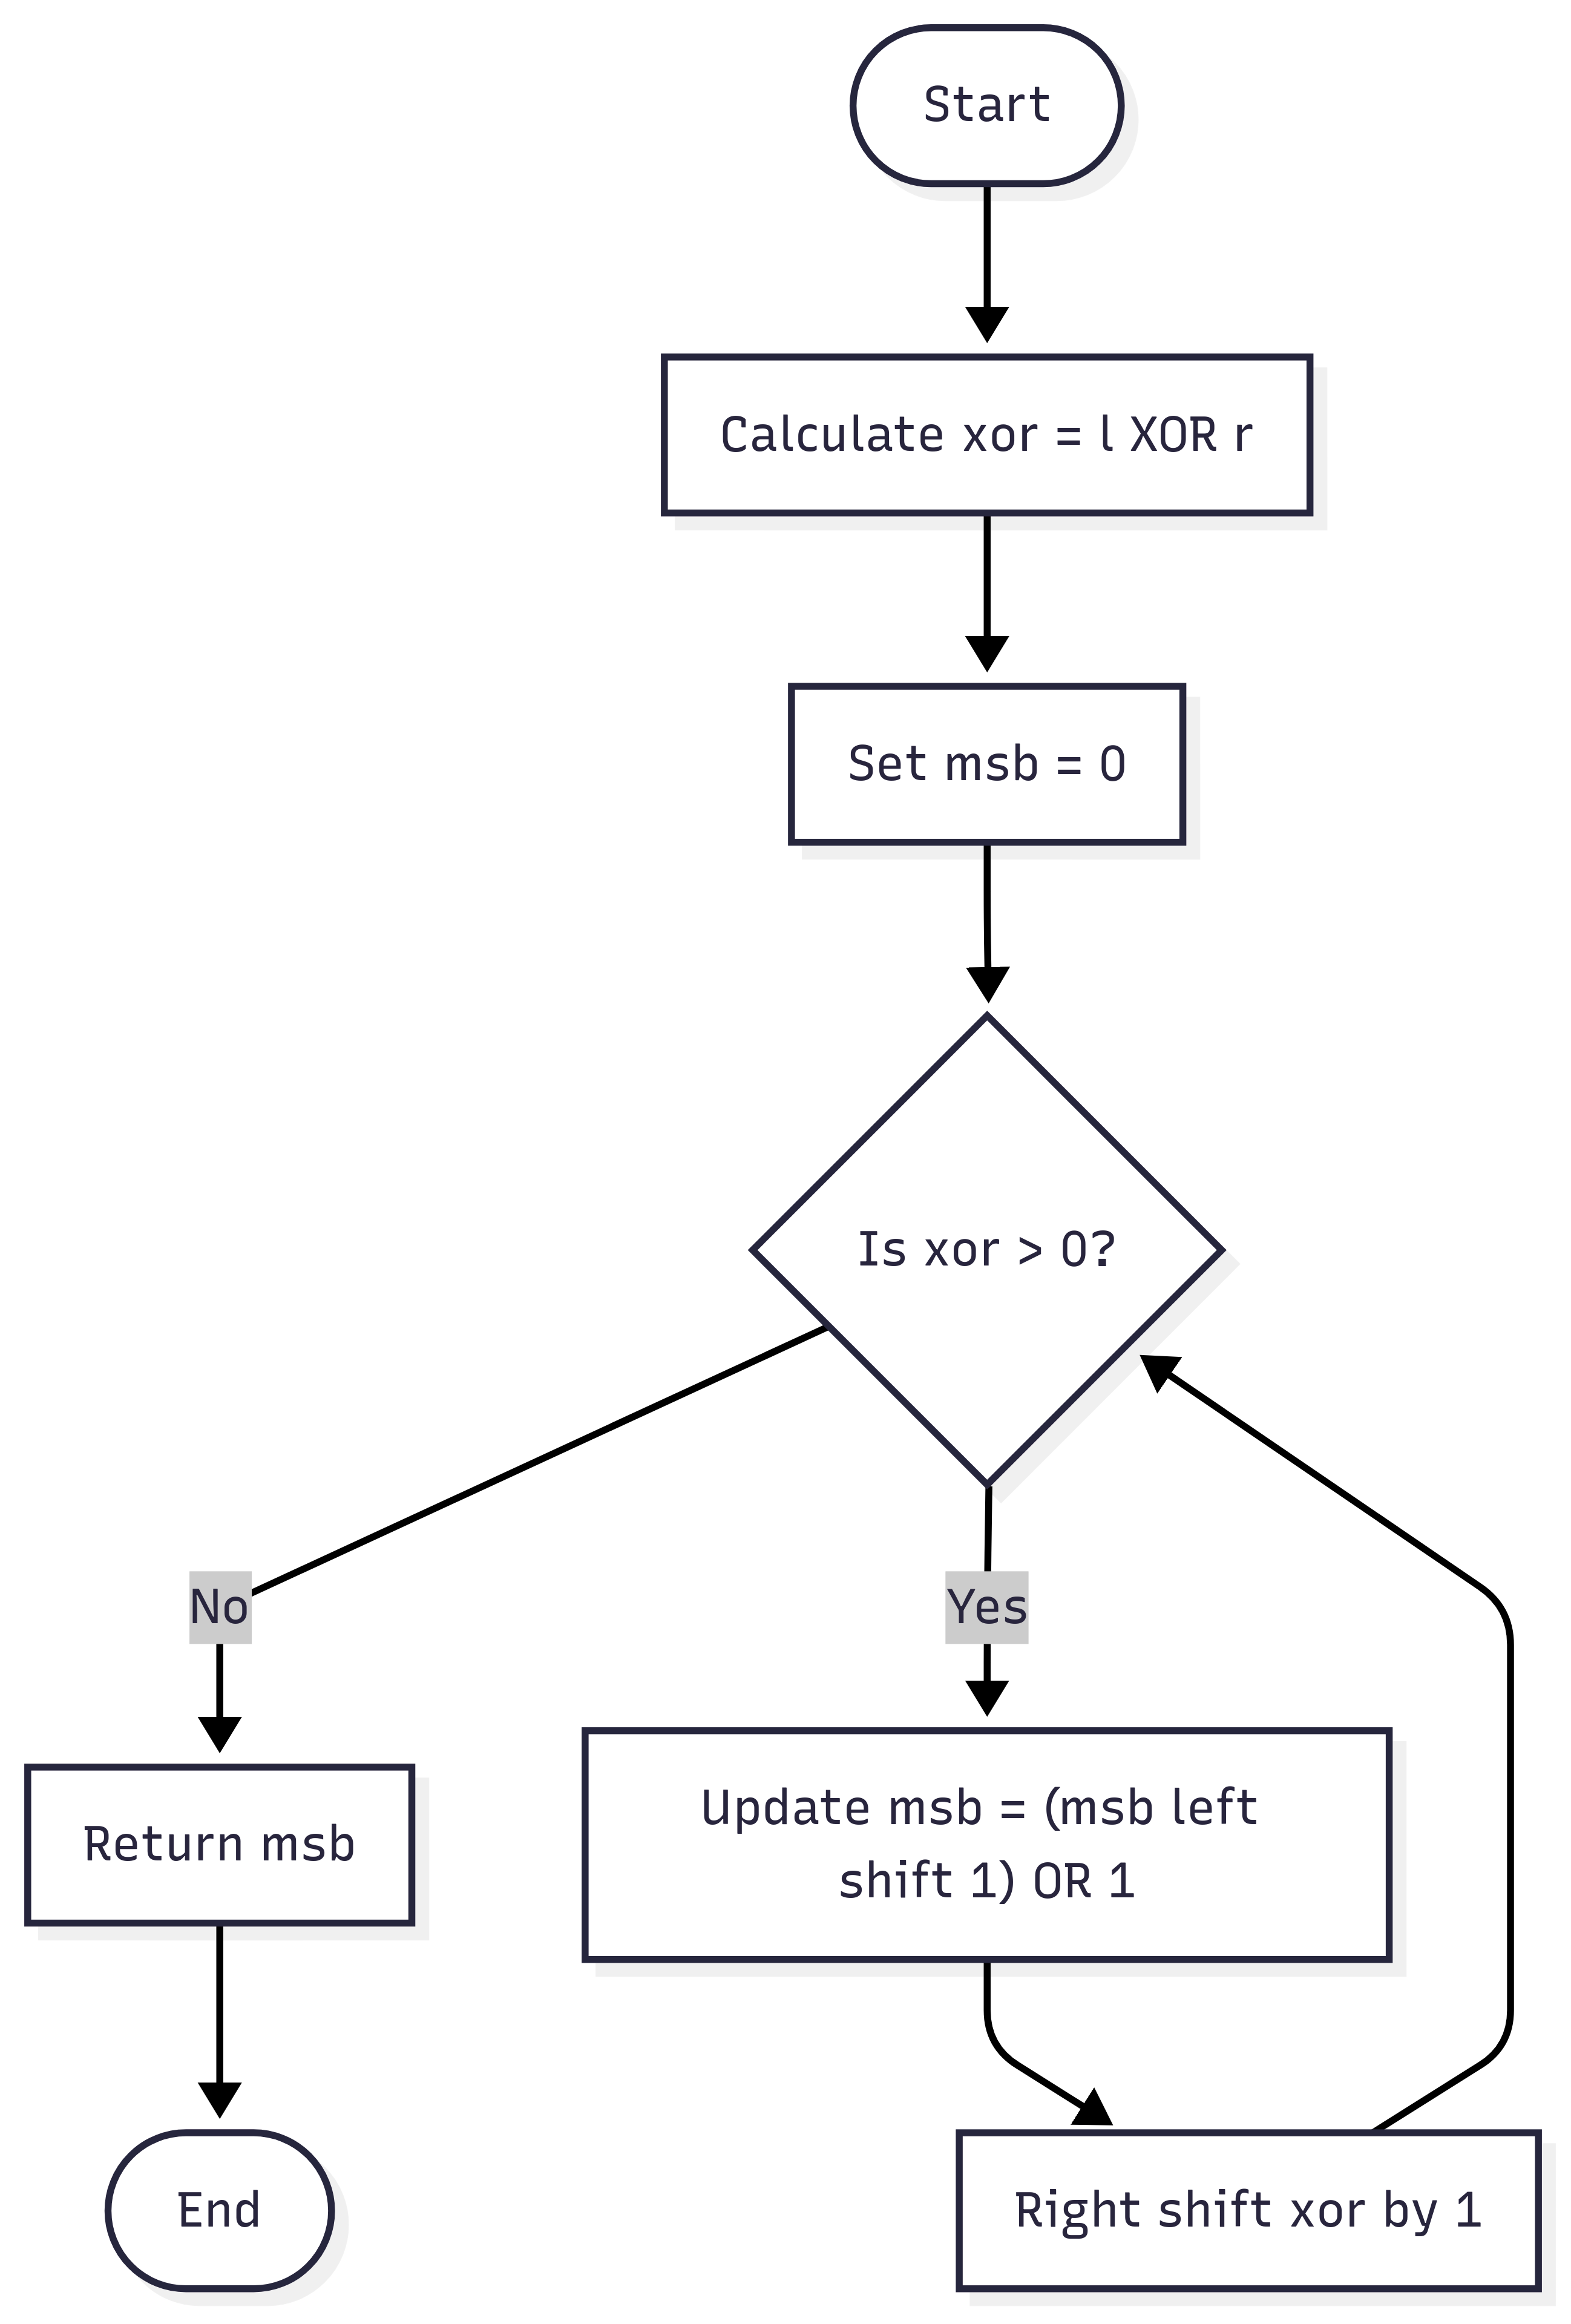 Start
Calculate xor = l XOR r
Set msb = 0
Is xor > 0?
No
Yes
Update msb = (msb left
shift 1) OR 1
Return msb
End
Right shift xor by 1